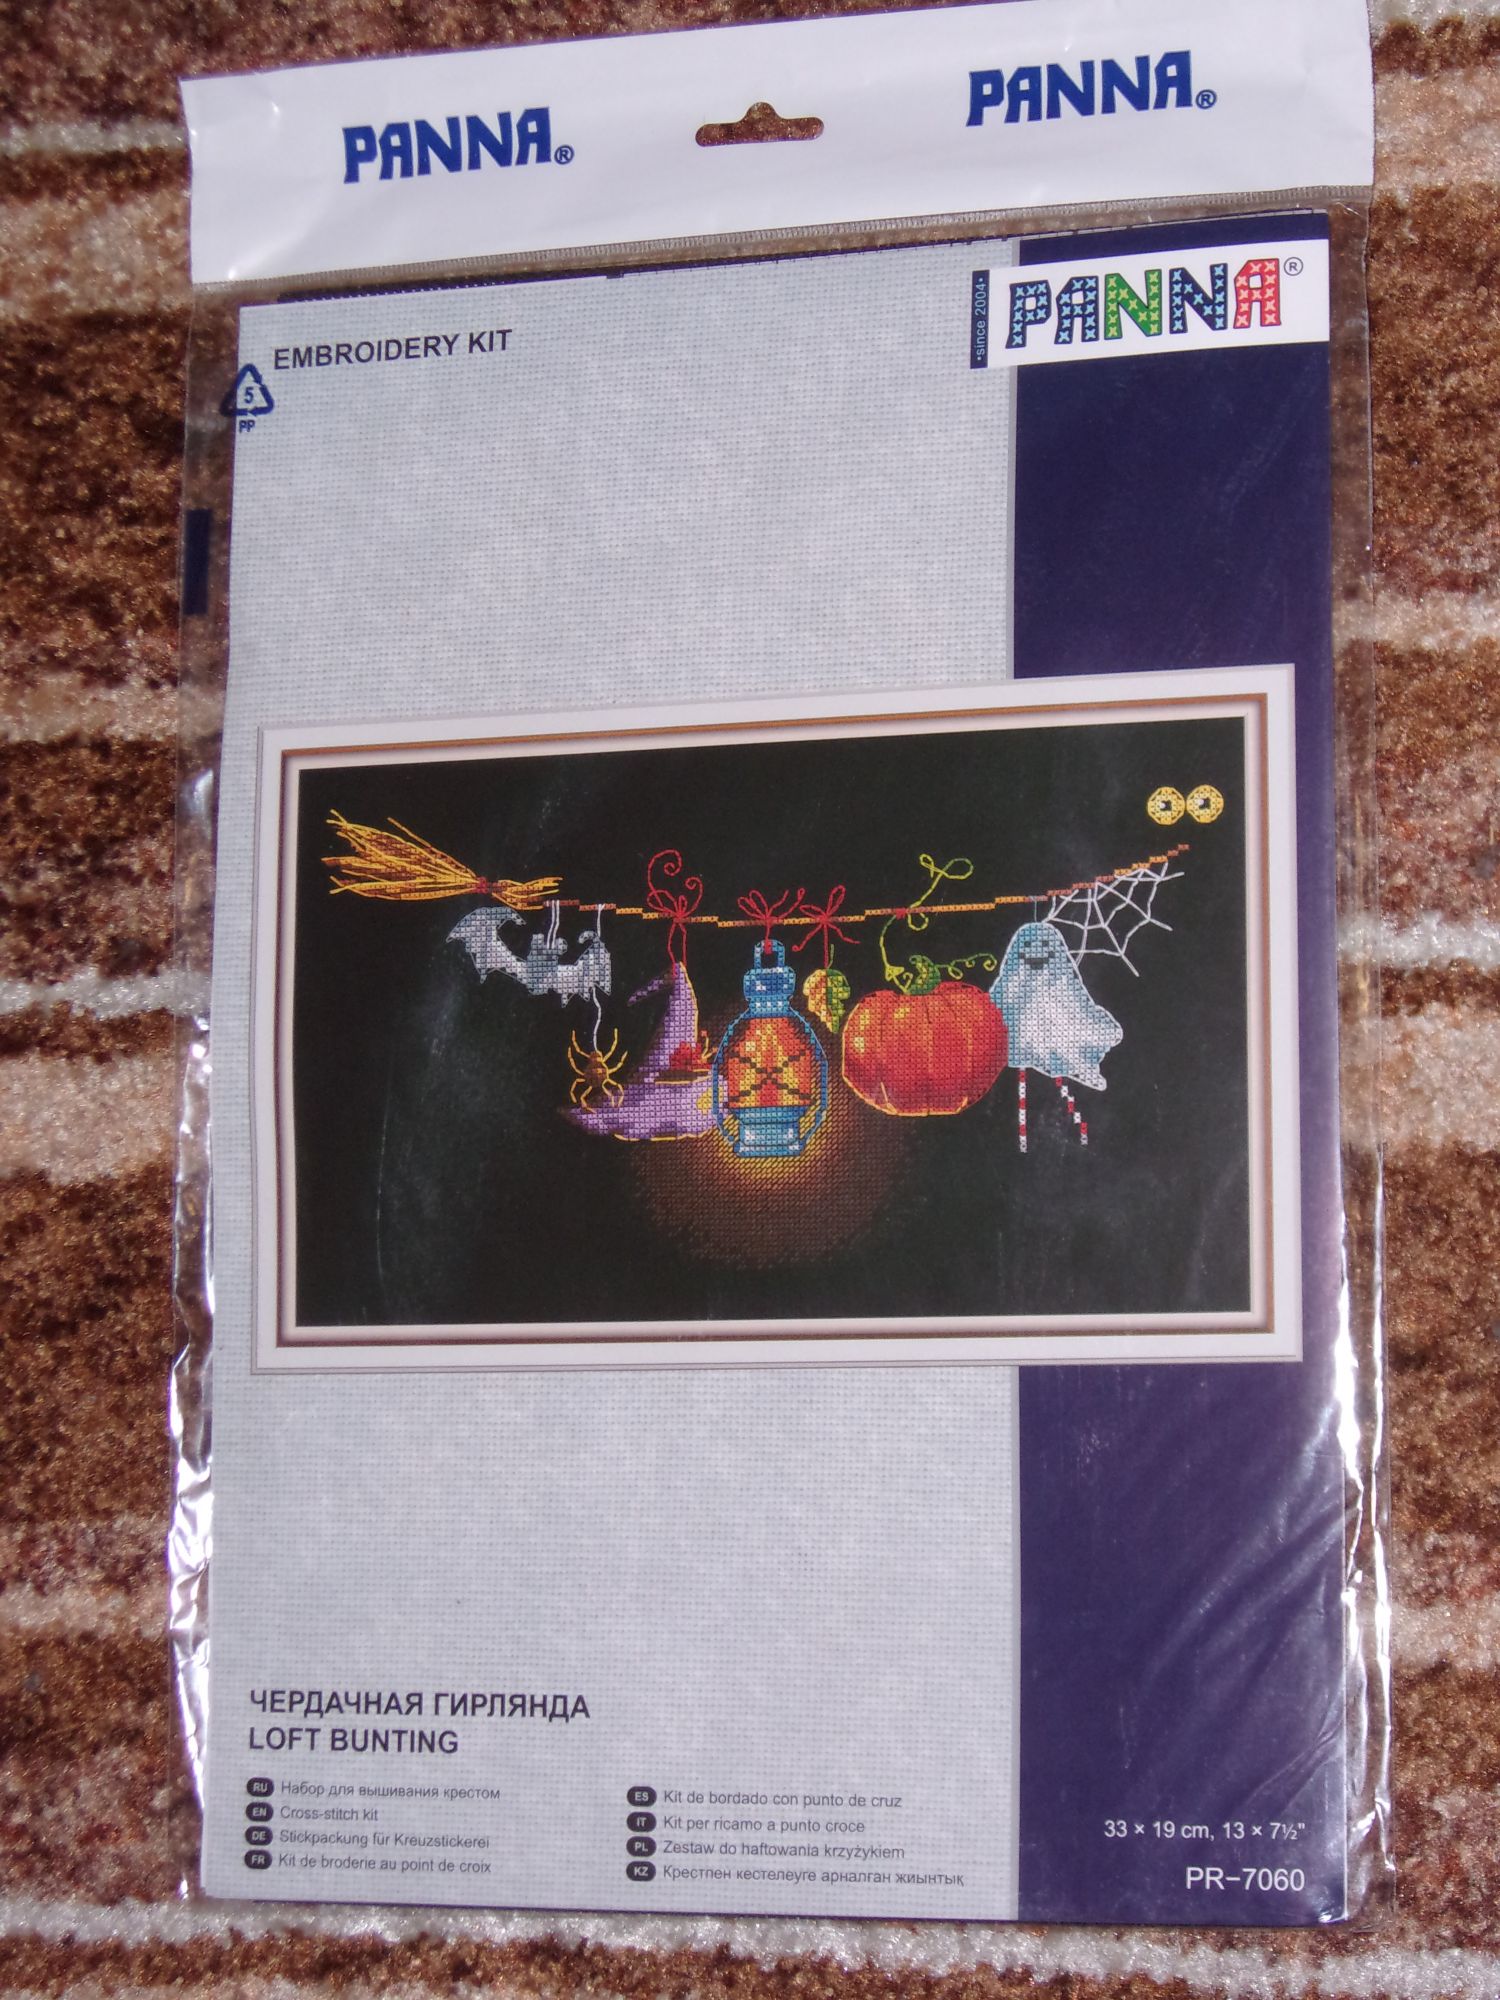 PANNA®
PANNA®
•since 2004•
PANNA®
EMBROIDERY KIT
5
PP
ЧЕРДАЧНАЯ ГИРЛЯНДА
LOFT BUNTING
RU Набор для вышивания крестом
EN Cross-stitch kit
DE Stickpackung für Kreuzstickerei
FR Kit de broderie au point de croix
ES Kit de bordado con punto de cruz
IT Kit per ricamo a punto croce
PL Zestaw do haftowania krzyżykiem
KZ Крестпен кестелеуге арналған жиынтық
33 × 19 cm, 13 × 7½"
PR–7060